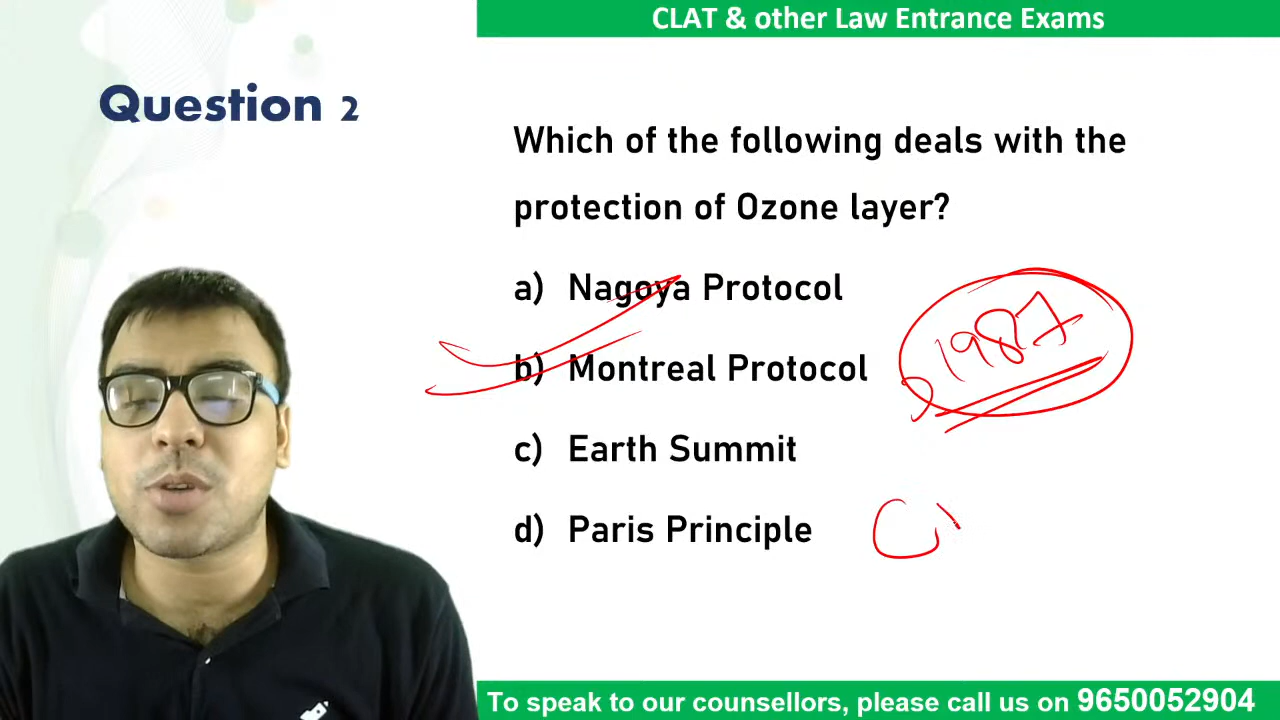 CLAT & other Law Entrance Exams
Question 2
Which of the following deals with the
protection of Ozone layer?
a) Nagoya Protocol
b) Montreal Protocol
1987
c) Earth Summit
d) Paris Principle
To speak to our counsellors, please call us on 9650052904